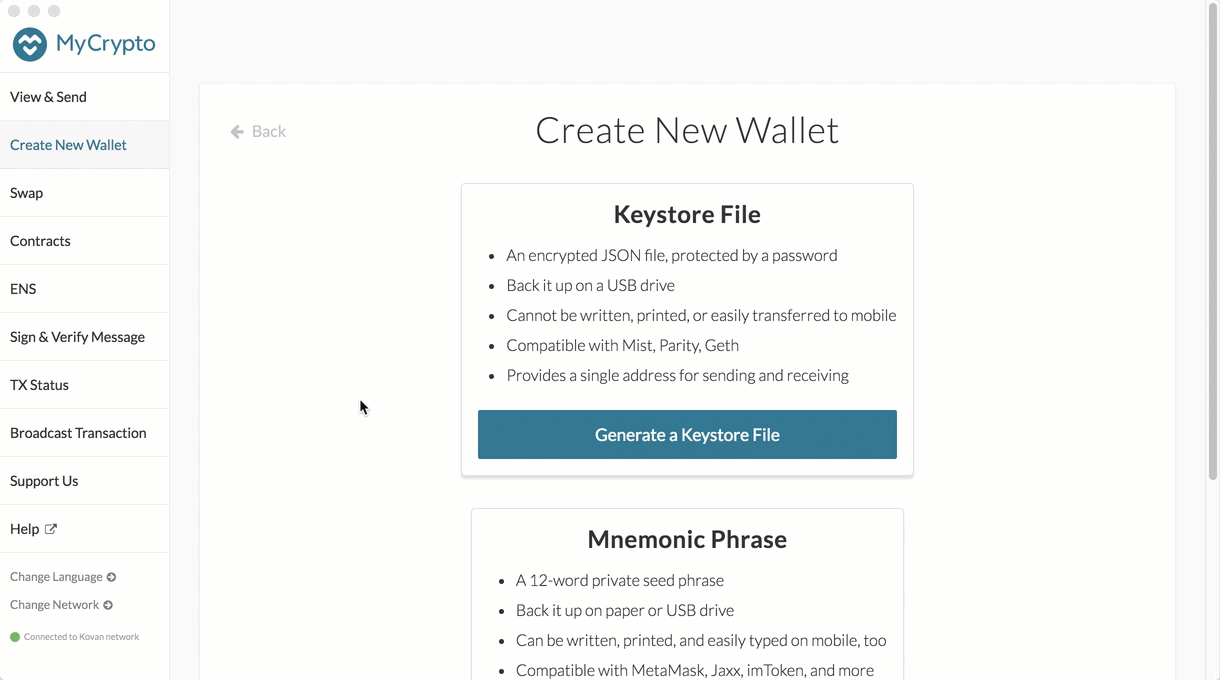 MyCrypto
View & Send
Create New Wallet
Swap
Contracts
ENS
Sign & Verify Message
TX Status
Broadcast Transaction
Support Us
Help
Change Language
Change Network
Connected to Kovan network
Back
Create New Wallet
Keystore File
An encrypted JSON file, protected by a password
Back it up on a USB drive
Cannot be written, printed, or easily transferred to mobile
Compatible with Mist, Parity, Geth
Provides a single address for sending and receiving
Generate a Keystore File
Mnemonic Phrase
A 12-word private seed phrase
Back it up on paper or USB drive
Can be written, printed, and easily typed on mobile, too
Compatible with MetaMask, Jaxx, imToken, and more